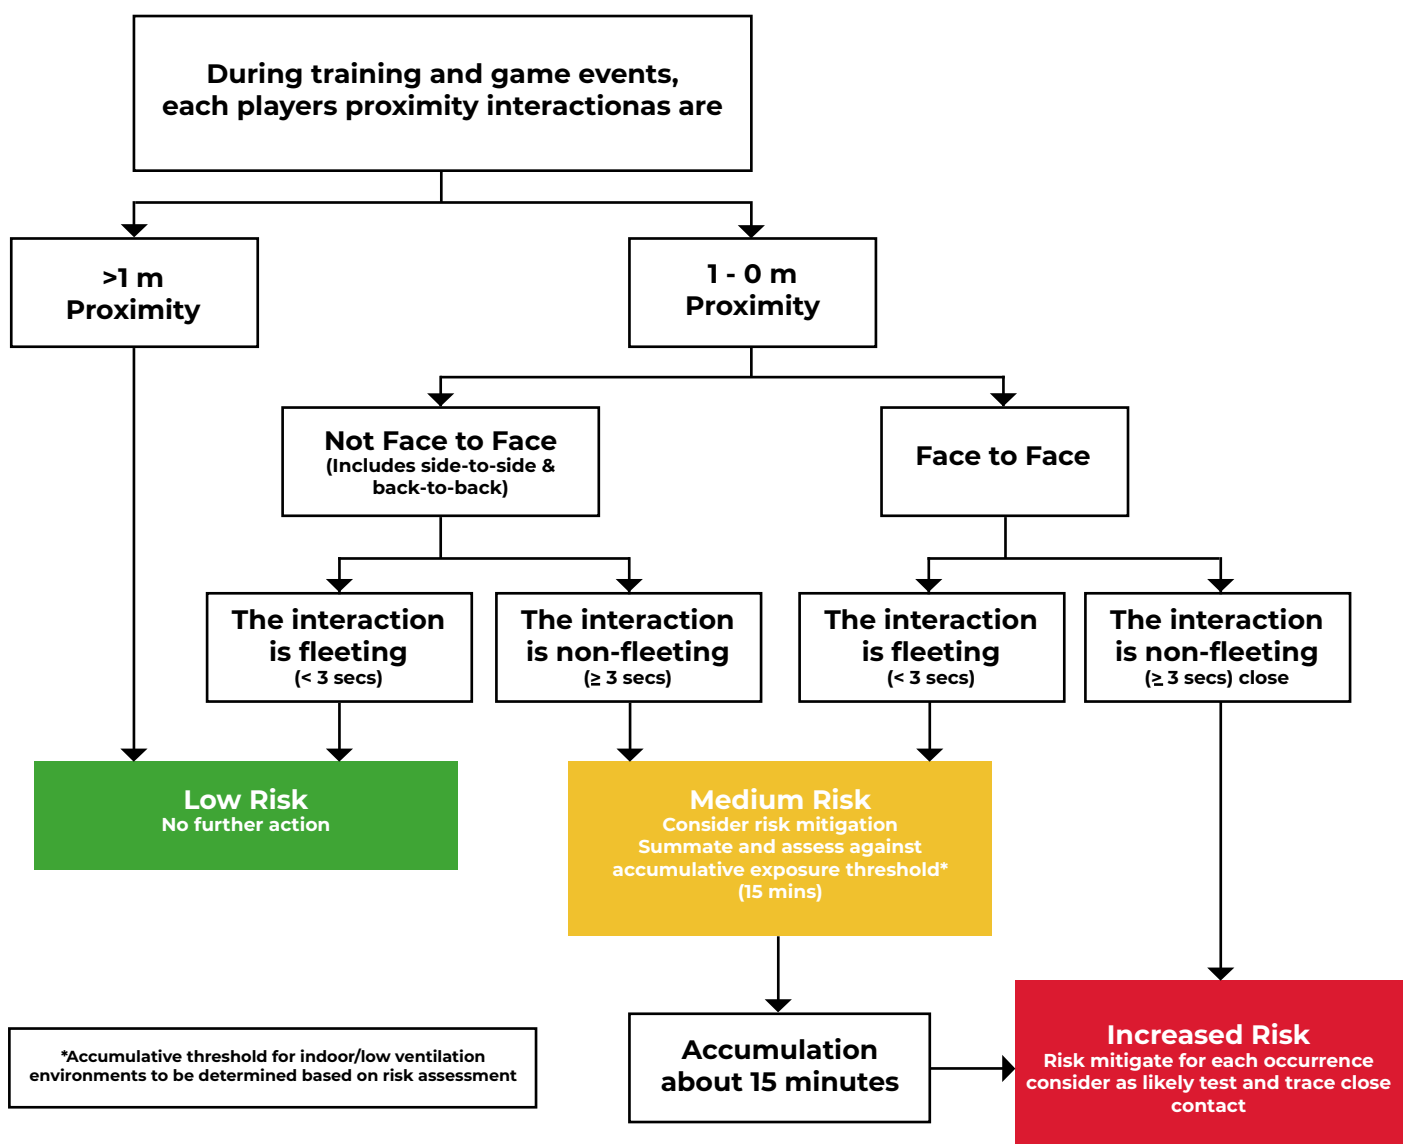 During training and game events,
each players proximity interactionas are
>1 m
Proximity
1 - 0 m
Proximity
Not Face to Face
(Includes side-to-side &
back-to-back)
Face to Face
The interaction
is fleeting
(< 3 secs)
The interaction
is non-fleeting
(≥ 3 secs)
The interaction
is fleeting
(< 3 secs)
The interaction
is non-fleeting
(≥ 3 secs) close
Low Risk
No further action
Medium Risk
Consider risk mitigation
Summate and assess against
accumulative exposure threshold*
(15 mins)
*Accumulative threshold for indoor/low ventilation
environments to be determined based on risk assessment
Accumulation
about 15 minutes
Increased Risk
Risk mitigate for each occurrence
consider as likely test and trace close
contact